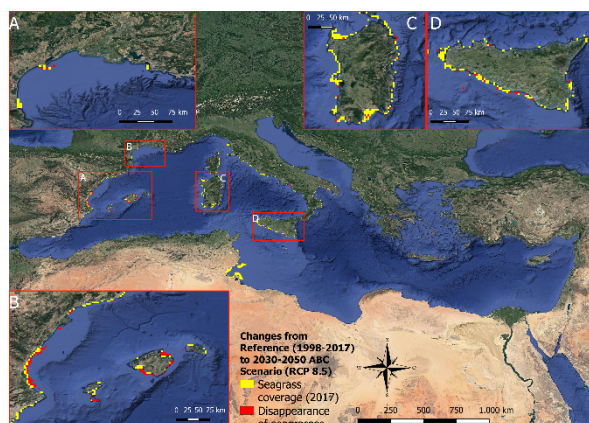 A
0 25 50 75 km
0 25 50 75 km
C
D
0 25 50 75 km
B
A
D
B
0 25 50 75 km
Changes from
Reference (1998-2017)
to 2030-2050 ABC
Scenario (RCP 8.5)
Seagrass
coverage (2017)
Disappearance
0 250 500 750 1.000 km